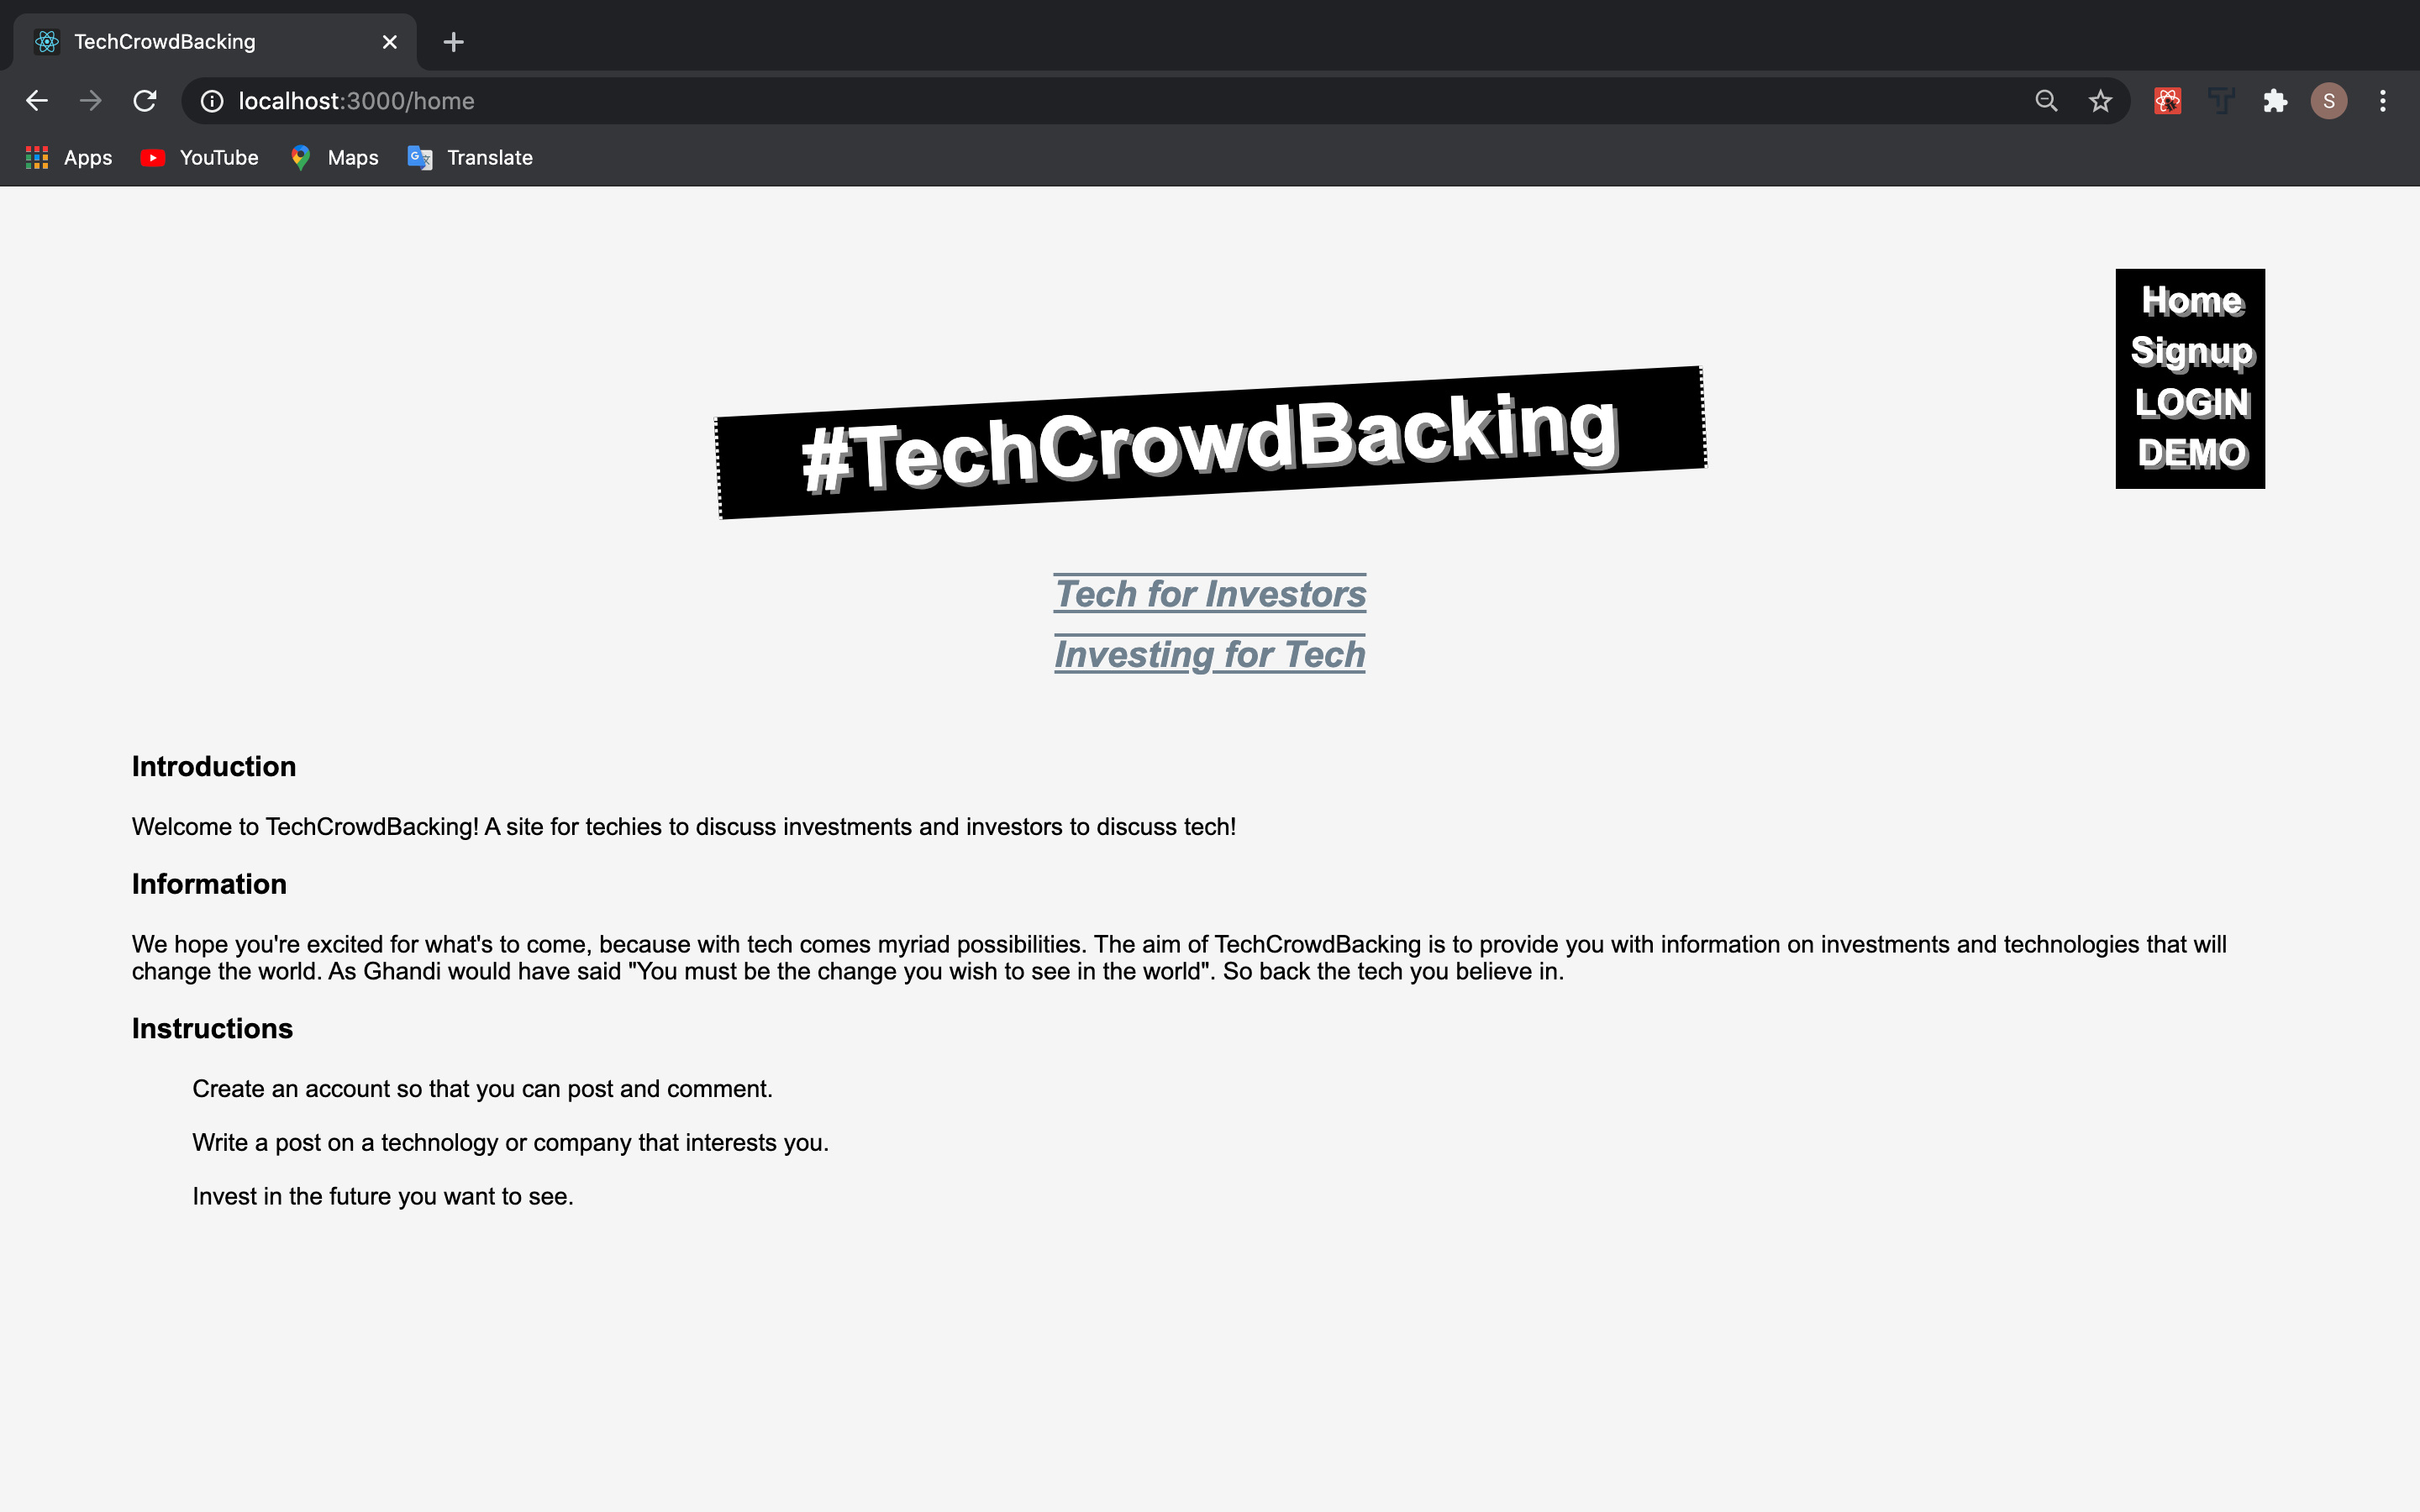 TechCrowdBacking
localhost:3000/home
S
Apps
YouTube
Maps
Translate
Home
Signup
LOGIN
DEMO
#TechCrowdBacking
Tech for Investors
Investing for Tech
Introduction
Welcome to TechCrowdBacking! A site for techies to discuss investments and investors to discuss tech!
Information
We hope you're excited for what's to come, because with tech comes myriad possibilities. The aim of TechCrowdBacking is to provide you with information on investments and technologies that will
change the world. As Ghandi would have said "You must be the change you wish to see in the world". So back the tech you believe in.
Instructions
Create an account so that you can post and comment.
Write a post on a technology or company that interests you.
Invest in the future you want to see.